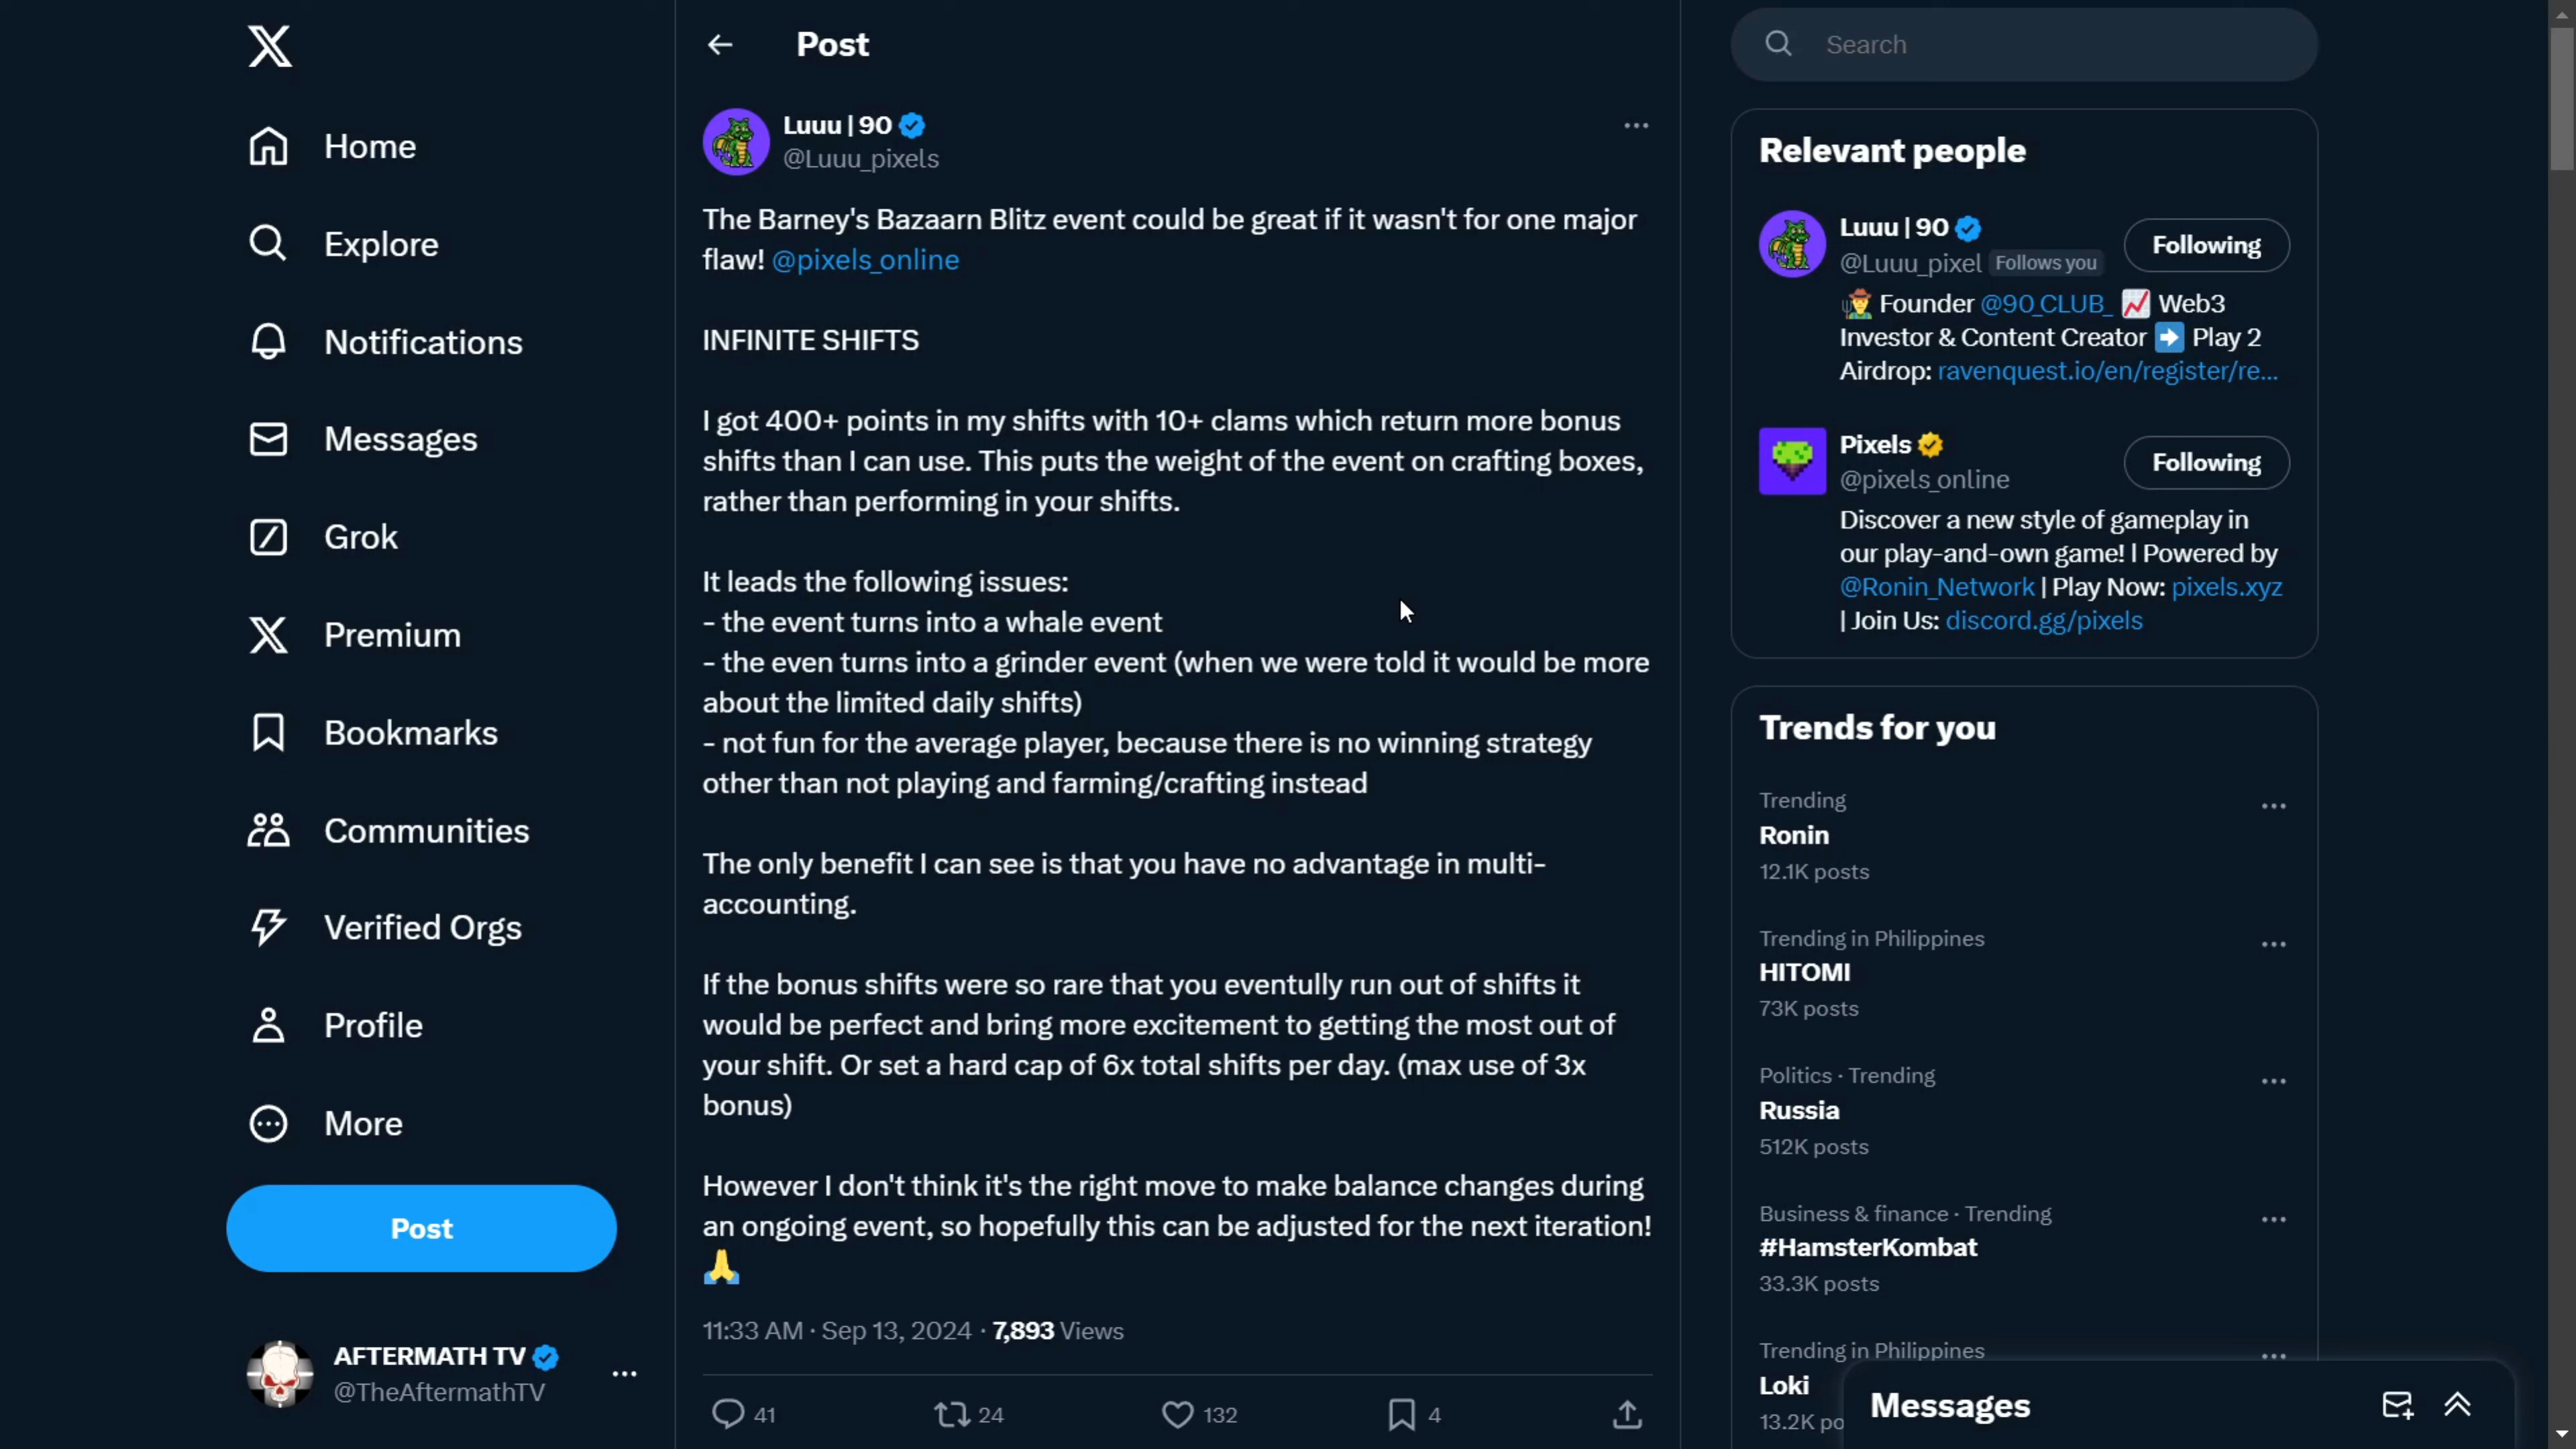 Home
Explore
Notifications
Messages
Grok
Premium
Bookmarks
Communities
Verified Orgs
Profile
More
Post
AFTERMATH TV
@TheAftermathTV
Post
Luuu | 90
@Luuu_pixels
The Barney's Bazaarn Blitz event could be great if it wasn't for one major
flaw! @pixels_online
INFINITE SHIFTS
I got 400+ points in my shifts with 10+ clams which return more bonus
shifts than I can use. This puts the weight of the event on crafting boxes,
rather than performing in your shifts.
It leads the following issues:
- the event turns into a whale event
- the even turns into a grinder event (when we were told it would be more
about the limited daily shifts)
- not fun for the average player, because there is no winning strategy
other than not playing and farming/crafting instead
The only benefit I can see is that you have no advantage in multi-
accounting.
If the bonus shifts were so rare that you eventully run out of shifts it
would be perfect and bring more excitement to getting the most out of
your shift. Or set a hard cap of 6x total shifts per day. (max use of 3x
bonus)
However I don't think it's the right move to make balance changes during
an ongoing event, so hopefully this can be adjusted for the next iteration!
🙏
11:33 AM · Sep 13, 2024 · 7,893 Views
41 24 132 4
Search
Relevant people
Luuu | 90
@Luuu_pixel Follows you
Following
🧑‍🌾 Founder @90_CLUB_ 📈 Web3
Investor & Content Creator ➡️ Play 2
Airdrop: ravenquest.io/en/register/re...
Pixels
@pixels_online
Following
Discover a new style of gameplay in
our play-and-own game! | Powered by
@Ronin_Network | Play Now: pixels.xyz
| Join Us: discord.gg/pixels
Trends for you
Trending
Ronin
12.1K posts
Trending in Philippines
HITOMI
73K posts
Politics · Trending
Russia
512K posts
Business & finance · Trending
#HamsterKombat
33.3K posts
Trending in Philippines
Loki
13.2K po
Messages